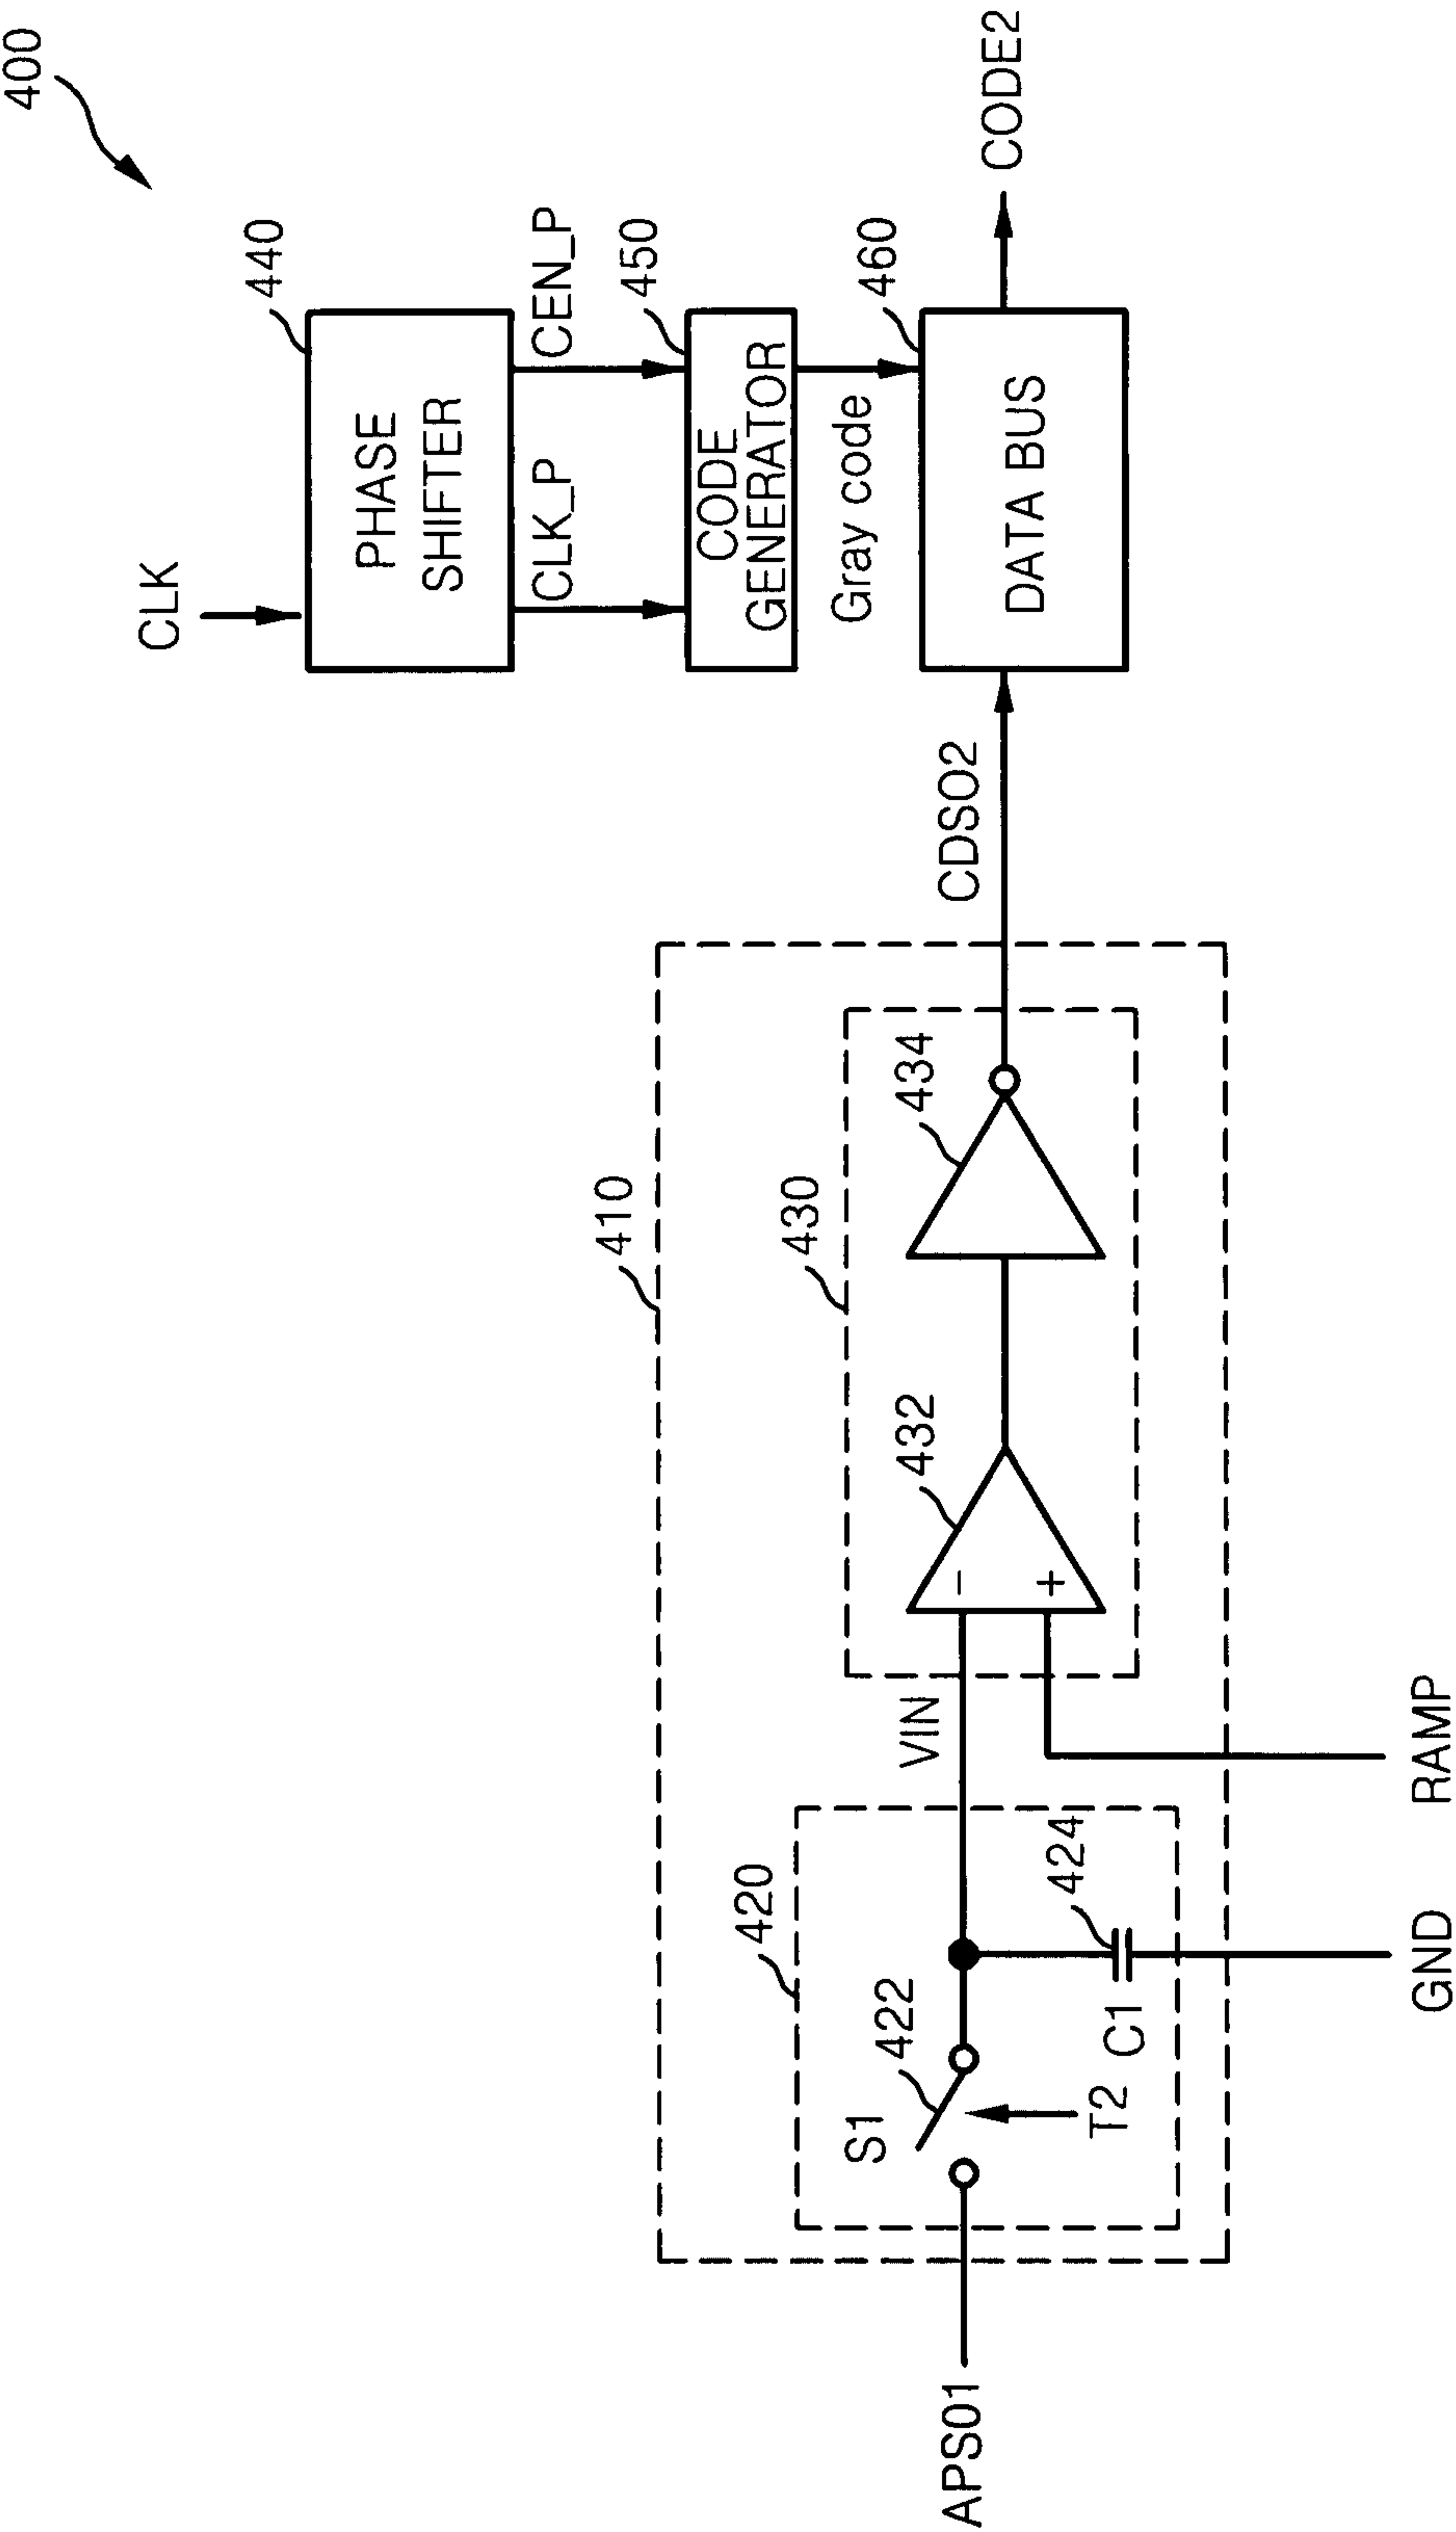 400
CLK
440
PHASE
SHIFTER
CLK_P
CEN_P
450
CODE
GENERATOR
Gray code
460
DATA BUS
CODE2
CDSO2
410
430
434
432
-
+
VIN
420
S1
422
T2
C1
424
APS01
GND
RAMP